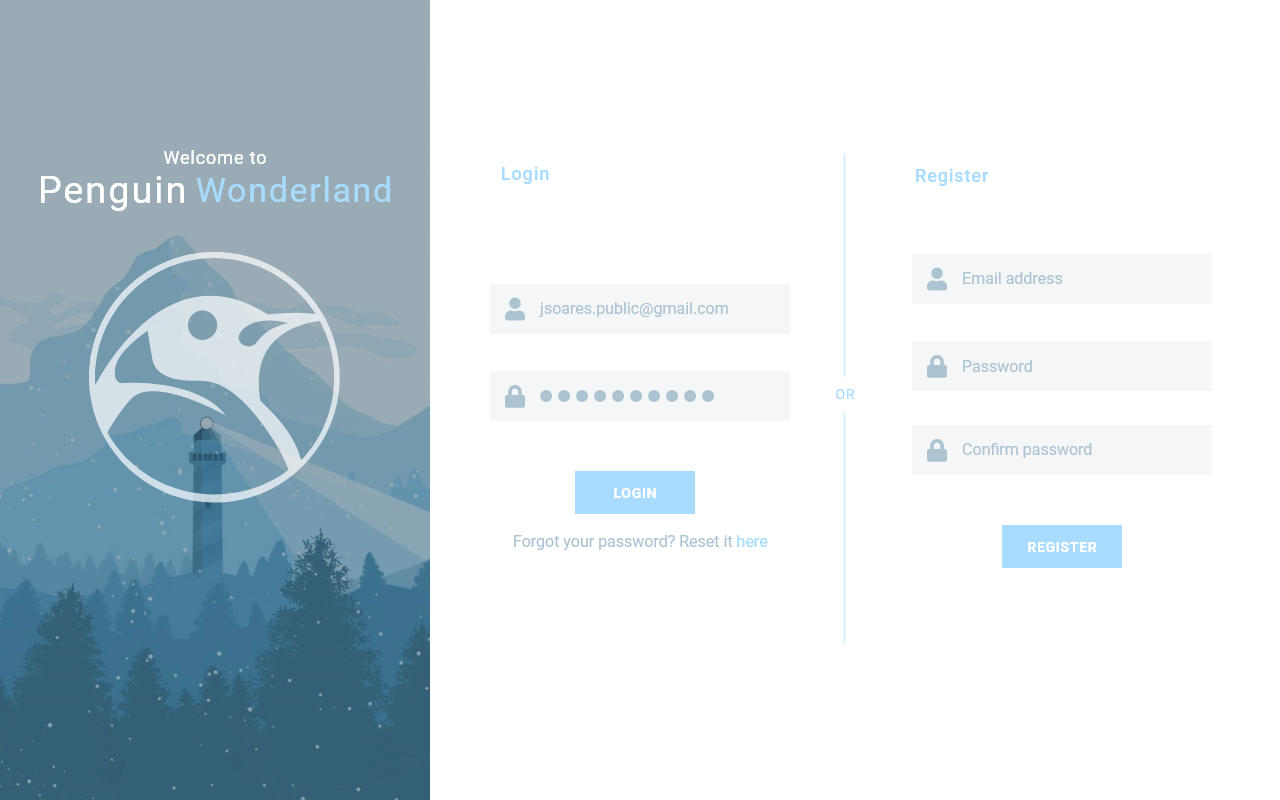 Welcome to
Penguin Wonderland
Login
jsoares.public@gmail.com
LOGIN
Forgot your password? Reset it here
OR
Register
Email address
Password
Confirm password
REGISTER